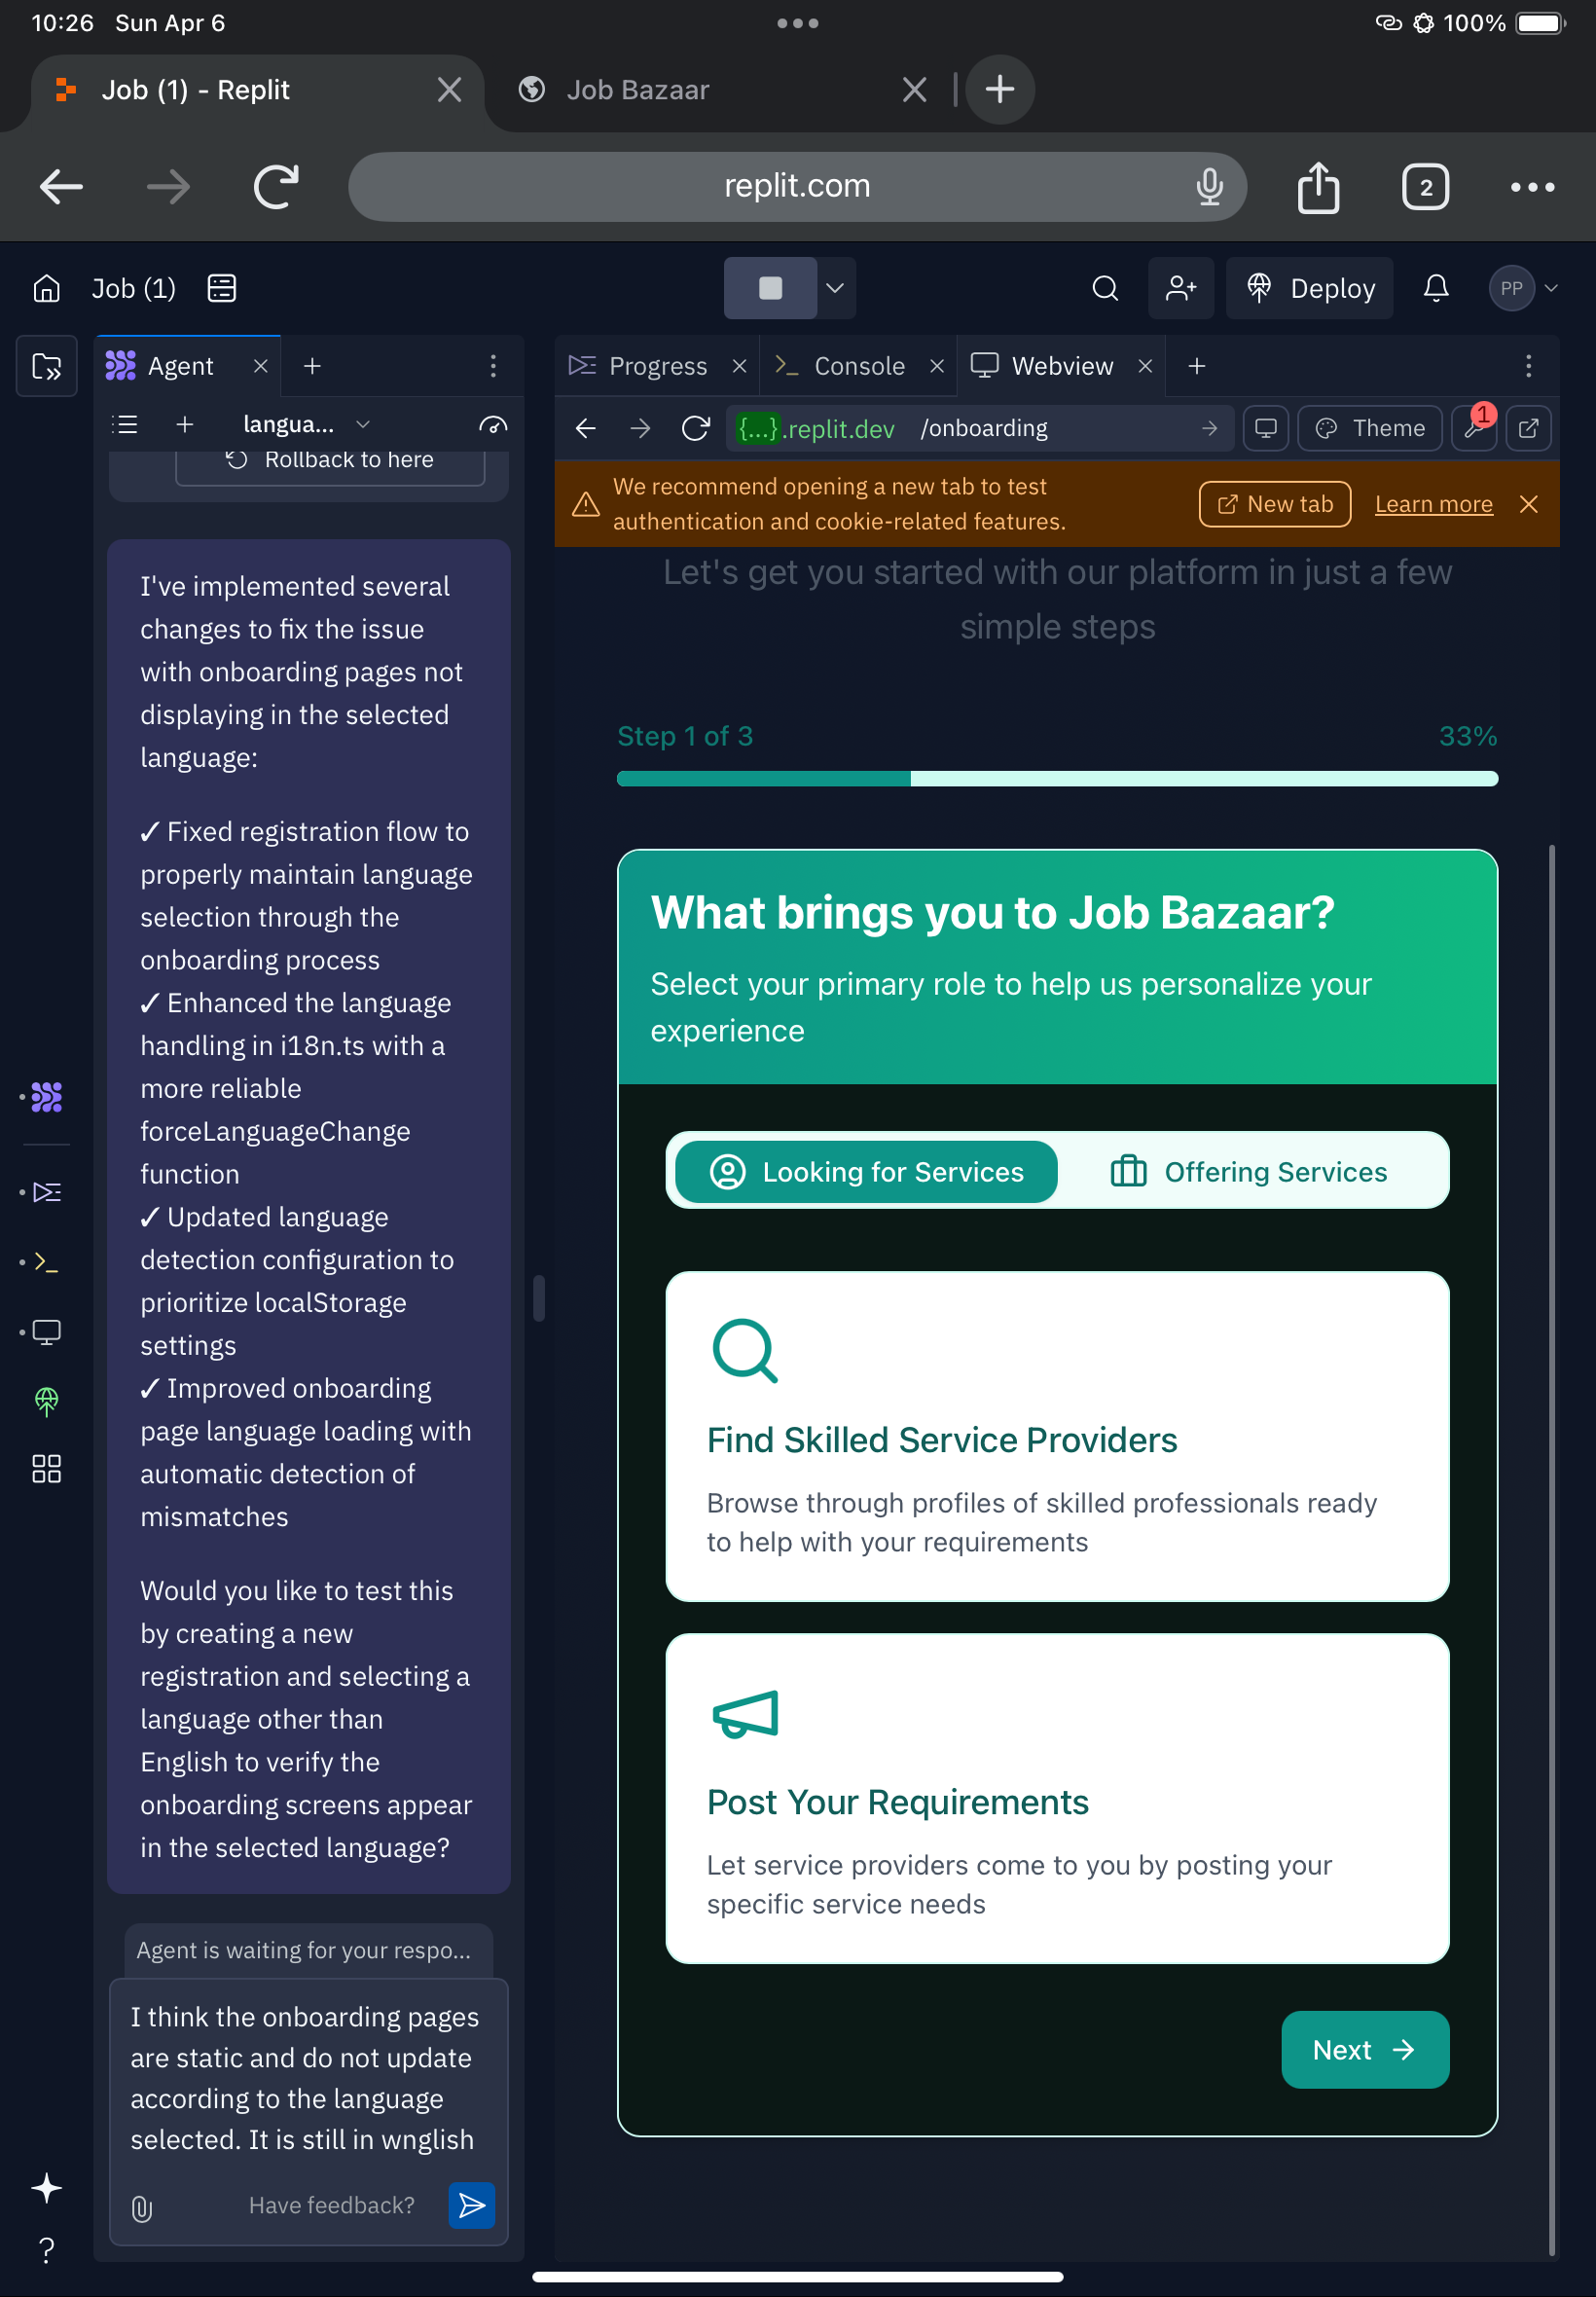 10:26 Sun Apr 6
100%
Job (1) - Replit
Job Bazaar
replit.com
2
Job (1)
Deploy
PP
Agent
langua...
Rollback to here
I've implemented several
changes to fix the issue
with onboarding pages not
displaying in the selected
language:
✓ Fixed registration flow to
properly maintain language
selection through the
onboarding process
✓ Enhanced the language
handling in i18n.ts with a
more reliable
forceLanguageChange
function
✓ Updated language
detection configuration to
prioritize localStorage
settings
✓ Improved onboarding
page language loading with
automatic detection of
mismatches
Would you like to test this
by creating a new
registration and selecting a
language other than
English to verify the
onboarding screens appear
in the selected language?
Agent is waiting for your respo...
I think the onboarding pages
are static and do not update
according to the language
selected. It is still in wnglish
Have feedback?
?
Progress
Console
Webview
{...}.replit.dev /onboarding
Theme
1
We recommend opening a new tab to test
authentication and cookie-related features.
New tab
Learn more
Let's get you started with our platform in just a few
simple steps
Step 1 of 3
33%
What brings you to Job Bazaar?
Select your primary role to help us personalize your
experience
Looking for Services
Offering Services
Find Skilled Service Providers
Browse through profiles of skilled professionals ready
to help with your requirements
Post Your Requirements
Let service providers come to you by posting your
specific service needs
Next